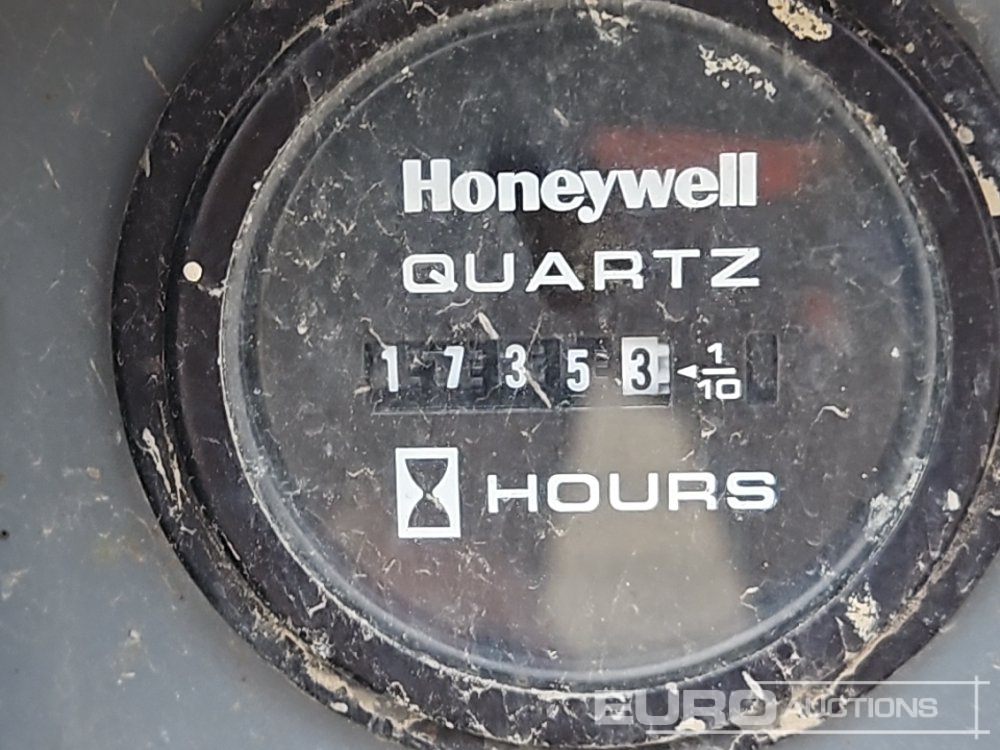 Honeywell
QUARTZ
1 7 3 5 3 ◄ 1/10
HOURS
EURO AUCTIONS